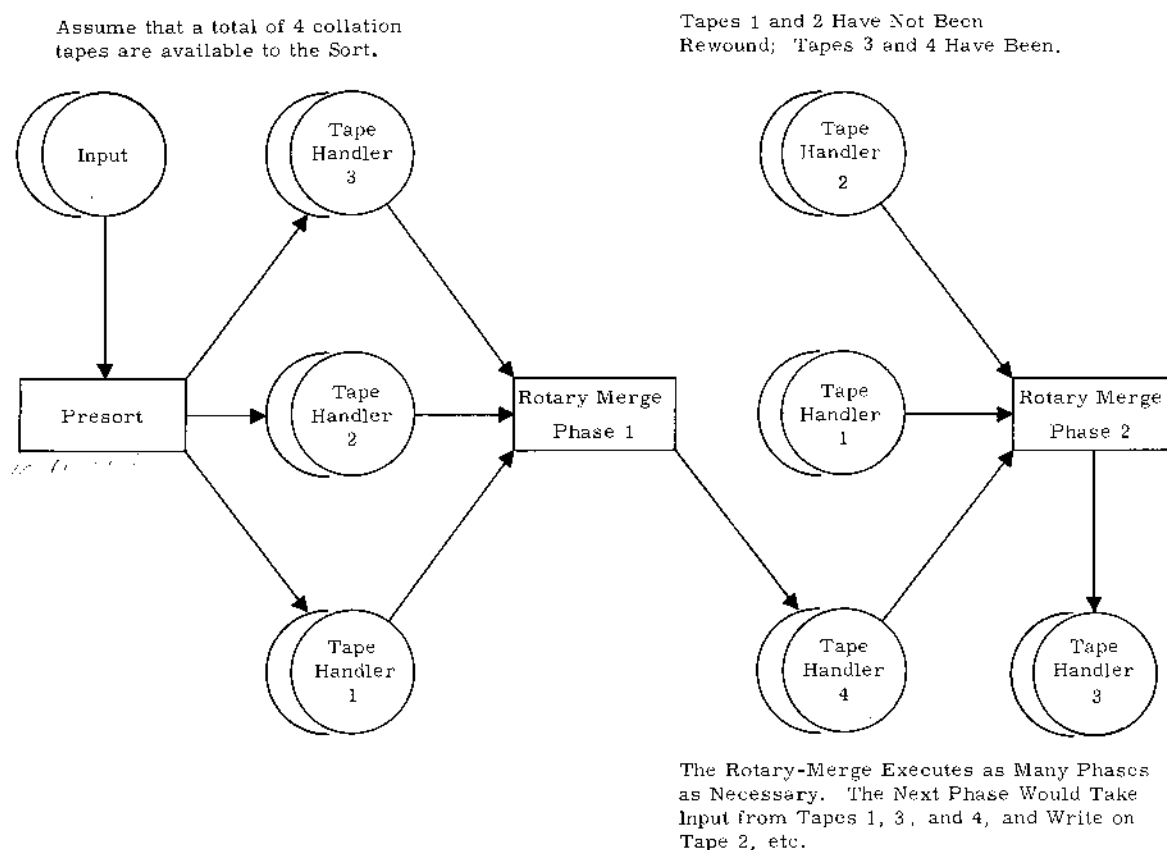 Assume that a total of 4 collation
tapes are available to the Sort.
Tapes 1 and 2 Have Not Been
Rewound; Tapes 3 and 4 Have Been.
Input
Tape
Handler
3
Tape
Handler
2
Presort
Tape
Handler
2
Rotary Merge
Phase 1
Tape
Handler
1
Rotary Merge
Phase 2
Tape
Handler
1
Tape
Handler
4
Tape
Handler
3
The Rotary-Merge Executes as Many Phases
as Necessary. The Next Phase Would Take
Input from Tapes 1, 3, and 4, and Write on
Tape 2, etc.